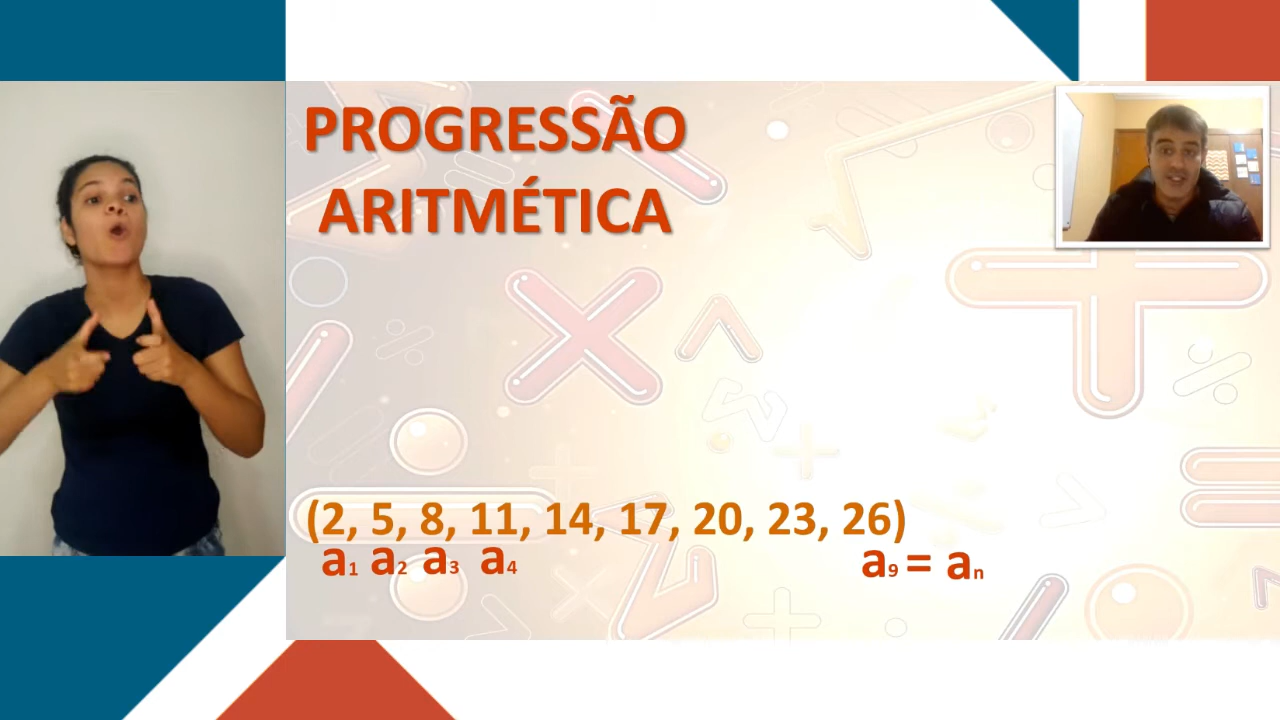 PROGRESSÃO
ARITMÉTICA
(2, 5, 8, 11, 14, 17, 20, 23, 26)
a₁ a₂ a₃ a₄ a₉ = aₙ